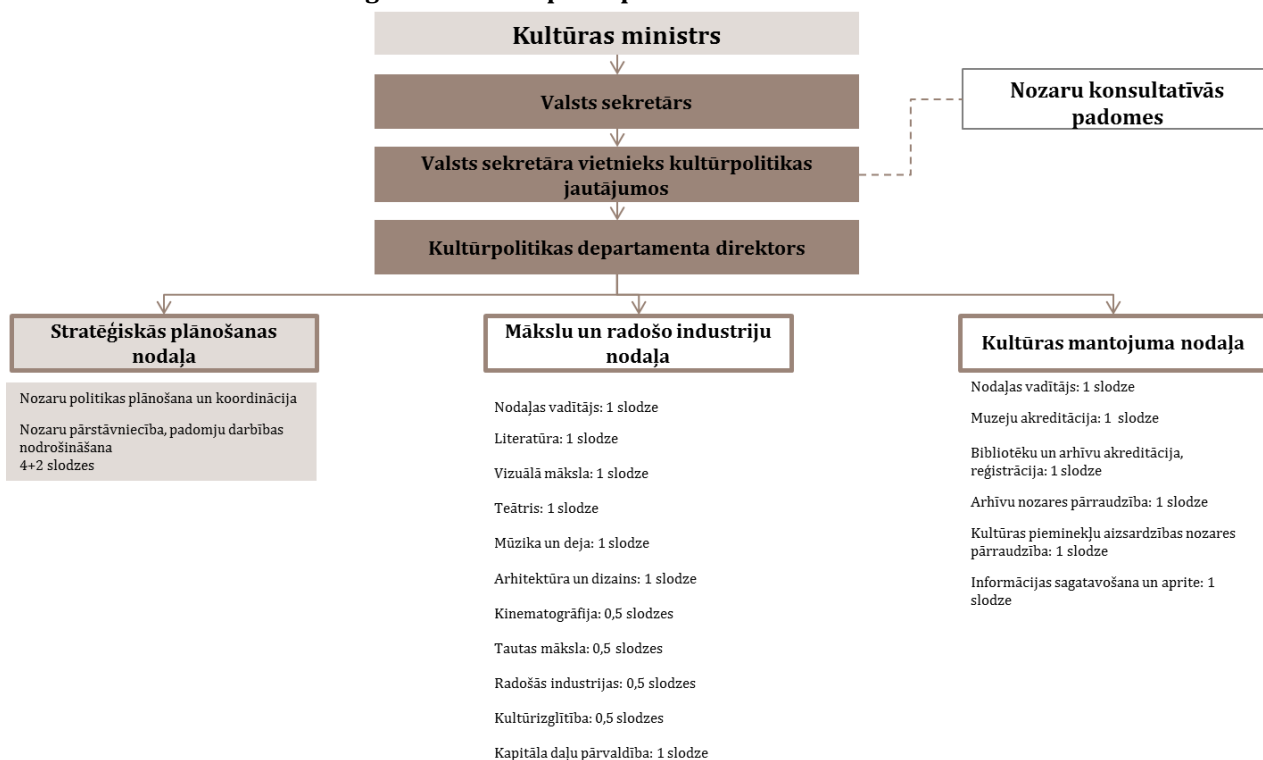 Kultūras ministrs
Valsts sekretārs
Nozaru konsultatīvās
padomes
Valsts sekretāra vietnieks kultūrpolitikas
jautājumos
Kultūrpolitikas departamenta direktors
Stratēģiskās plānošanas
nodaļa
Nozaru politikas plānošana un koordinācija
Nozaru pārstāvniecība, padomju darbības
nodrošināšana
4+2 slodzes
Mākslu un radošo industriju
nodaļa
Nodaļas vadītājs: 1 slodze
Literatūra: 1 slodze
Vizuālā māksla: 1 slodze
Teātris: 1 slodze
Mūzika un deja: 1 slodze
Arhitektūra un dizains: 1 slodze
Kinematogrāfija: 0,5 slodzes
Tautas māksla: 0,5 slodzes
Radošās industrijas: 0,5 slodzes
Kultūrizglītība: 0,5 slodzes
Kapitāla daļu pārvaldība: 1 slodze
Kultūras mantojuma nodaļa
Nodaļas vadītājs: 1 slodze
Muzeju akreditācija: 1 slodze
Bibliotēku un arhīvu akreditācija,
reģistrācija: 1 slodze
Arhīvu nozares pārraudzība: 1 slodze
Kultūras pieminekļu aizsardzības nozares
pārraudzība: 1 slodze
Informācijas sagatavošana un aprite: 1
slodze